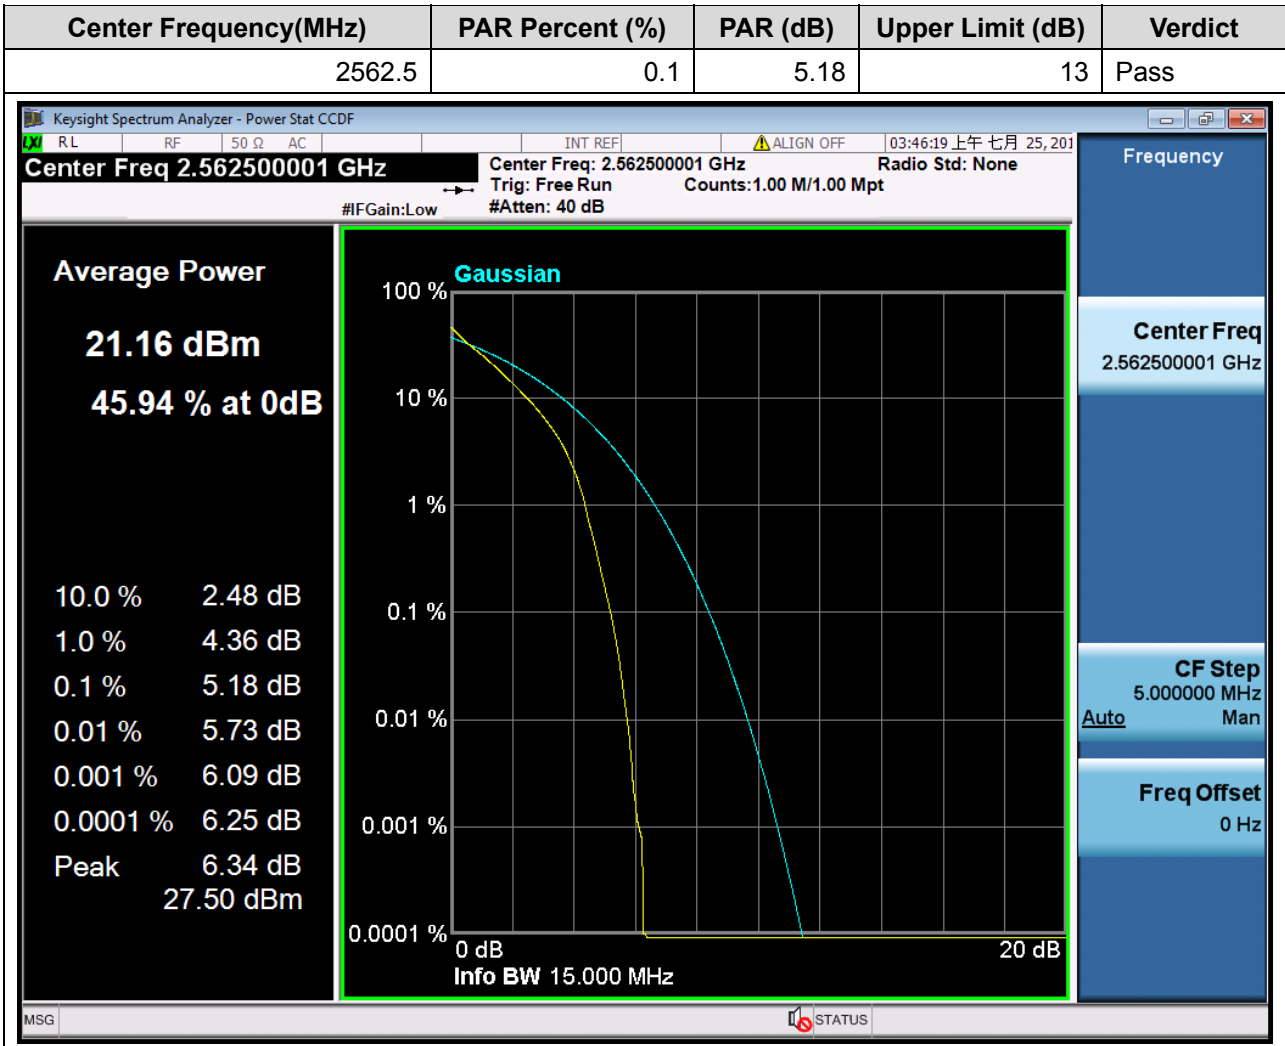 Center Frequency(MHz) PAR Percent (%) PAR (dB) Upper Limit (dB) Verdict
2562.5 0.1 5.18 13 Pass
Keysight Spectrum Analyzer - Power Stat CCDF
LXI RL RF 50 Ω AC INT REF ALIGN OFF 03:46:19 上午 七月 25, 201
Center Freq 2.562500001 GHz
Center Freq: 2.562500001 GHz Radio Std: None
Trig: Free Run Counts:1.00 M/1.00 Mpt
#IFGain:Low #Atten: 40 dB
Average Power
21.16 dBm
45.94 % at 0dB
10.0 % 2.48 dB
1.0 % 4.36 dB
0.1 % 5.18 dB
0.01 % 5.73 dB
0.001 % 6.09 dB
0.0001 % 6.25 dB
Peak 6.34 dB
27.50 dBm
Gaussian
100 %
10 %
1 %
0.1 %
0.01 %
0.001 %
0.0001 %
0 dB 20 dB
Info BW 15.000 MHz
Frequency
Center Freq
2.562500001 GHz
CF Step
5.000000 MHz
Auto Man
Freq Offset
0 Hz
MSG STATUS